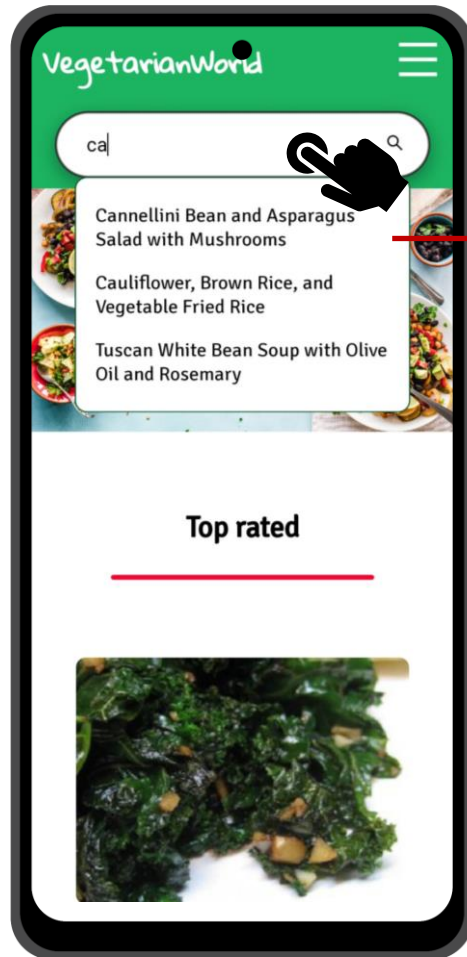 VegetarianWorld
ca
Cannellini Bean and Asparagus
Salad with Mushrooms
Cauliflower, Brown Rice, and
Vegetable Fried Rice
Tuscan White Bean Soup with Olive
Oil and Rosemary
Top rated